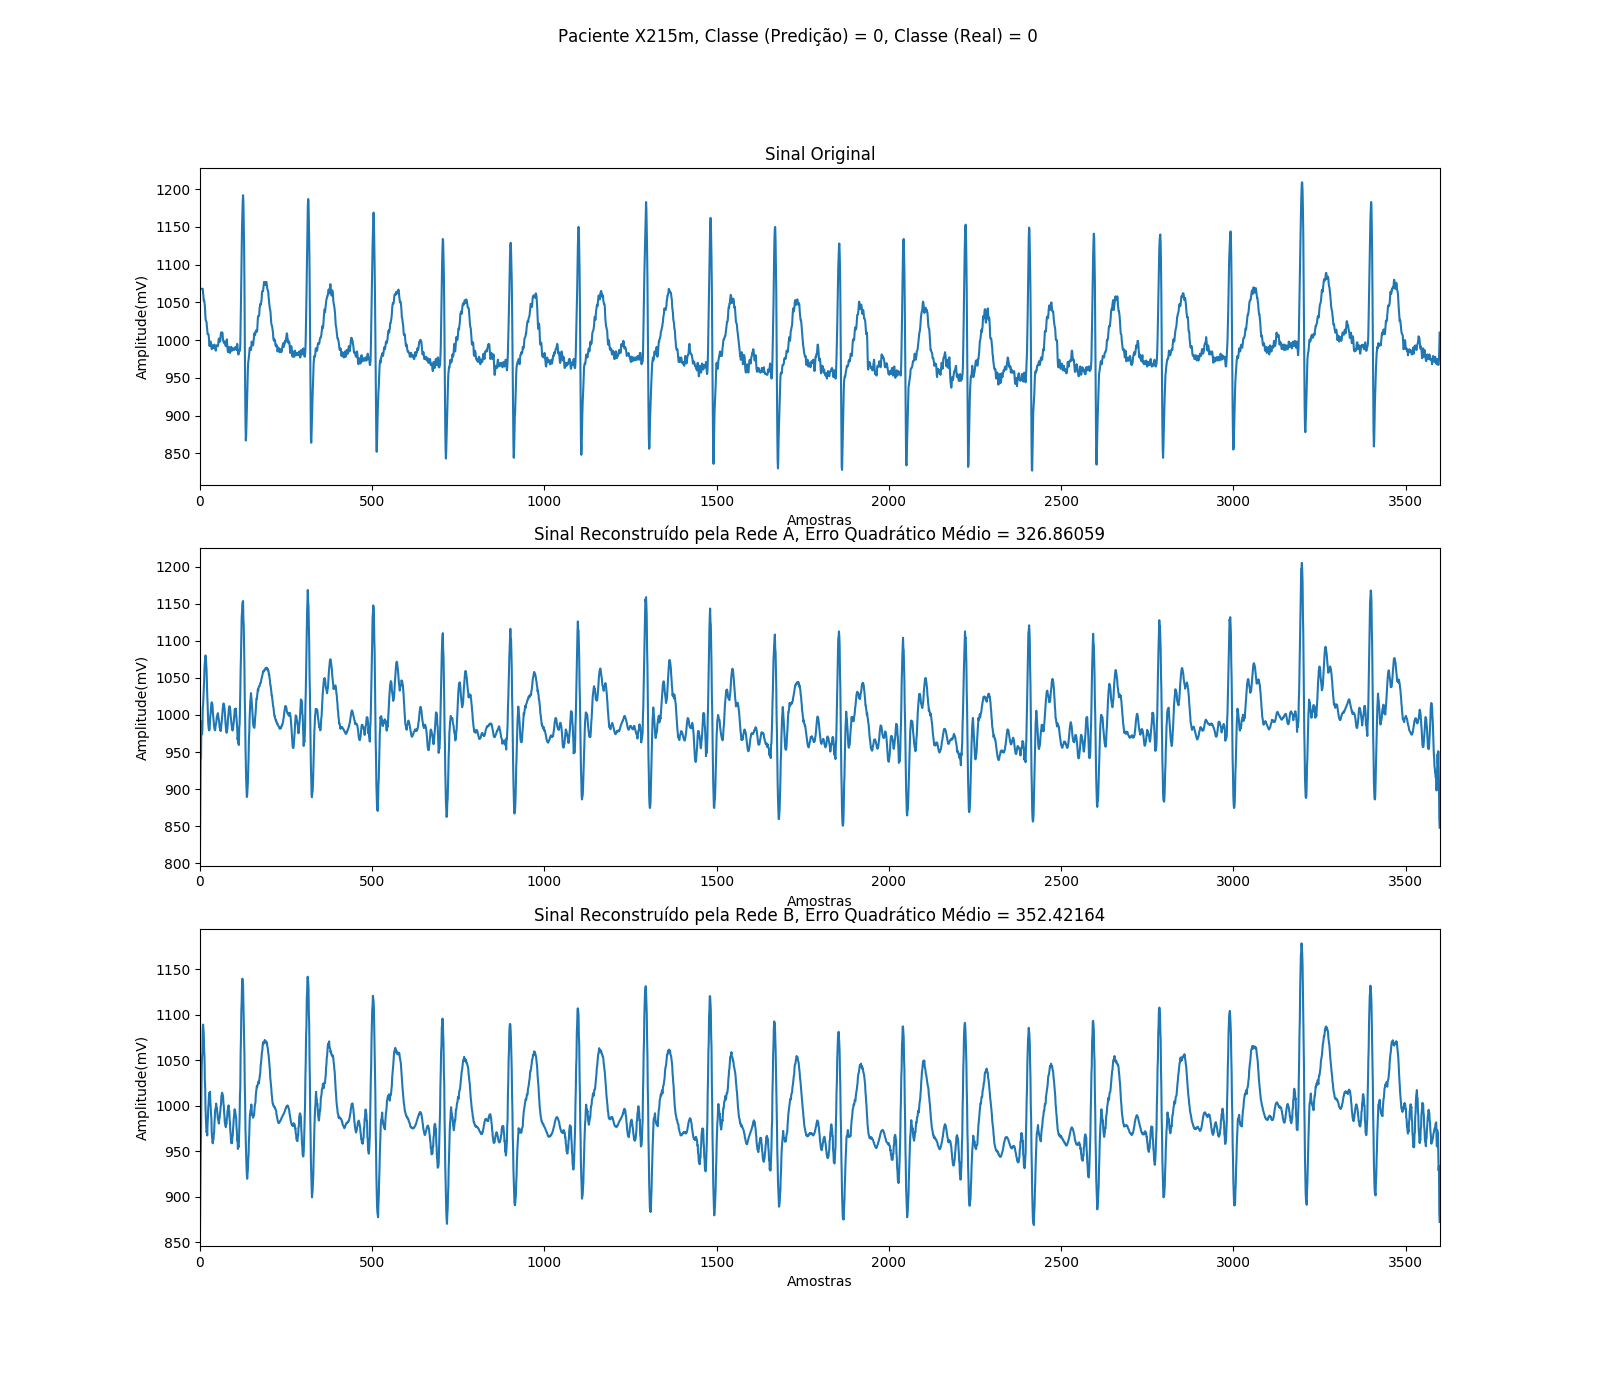 Paciente X215m, Classe (Predição) = 0, Classe (Real) = 0
Sinal Original
Amplitude(mV)
1200
1150
1100
1050
1000
950
900
850
0 500 1000 1500 2000 2500 3000 3500
Amostras
Sinal Reconstruído pela Rede A, Erro Quadrático Médio = 326.86059
Amplitude(mV)
1200
1150
1100
1050
1000
950
900
850
800
0 500 1000 1500 2000 2500 3000 3500
Amostras
Sinal Reconstruído pela Rede B, Erro Quadrático Médio = 352.42164
Amplitude(mV)
1150
1100
1050
1000
950
900
850
0 500 1000 1500 2000 2500 3000 3500
Amostras